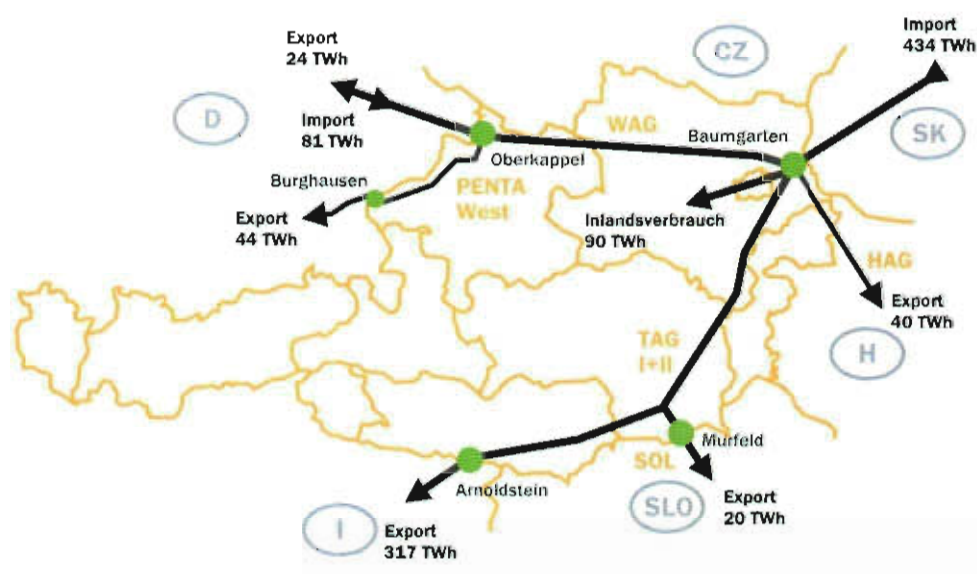 Import
434 TWh
Export
24 TWh
CZ
D
Import
81 TWh
WAG
Baumgarten
SK
Oberkappel
Burghausen
PENTA
West
Export
44 TWh
Inlandsverbrauch
90 TWh
HAG
Export
40 TWh
TAG
I+II
H
Murfeld
SOL
Arnoldstein
SLO
Export
20 TWh
I
Export
317 TWh